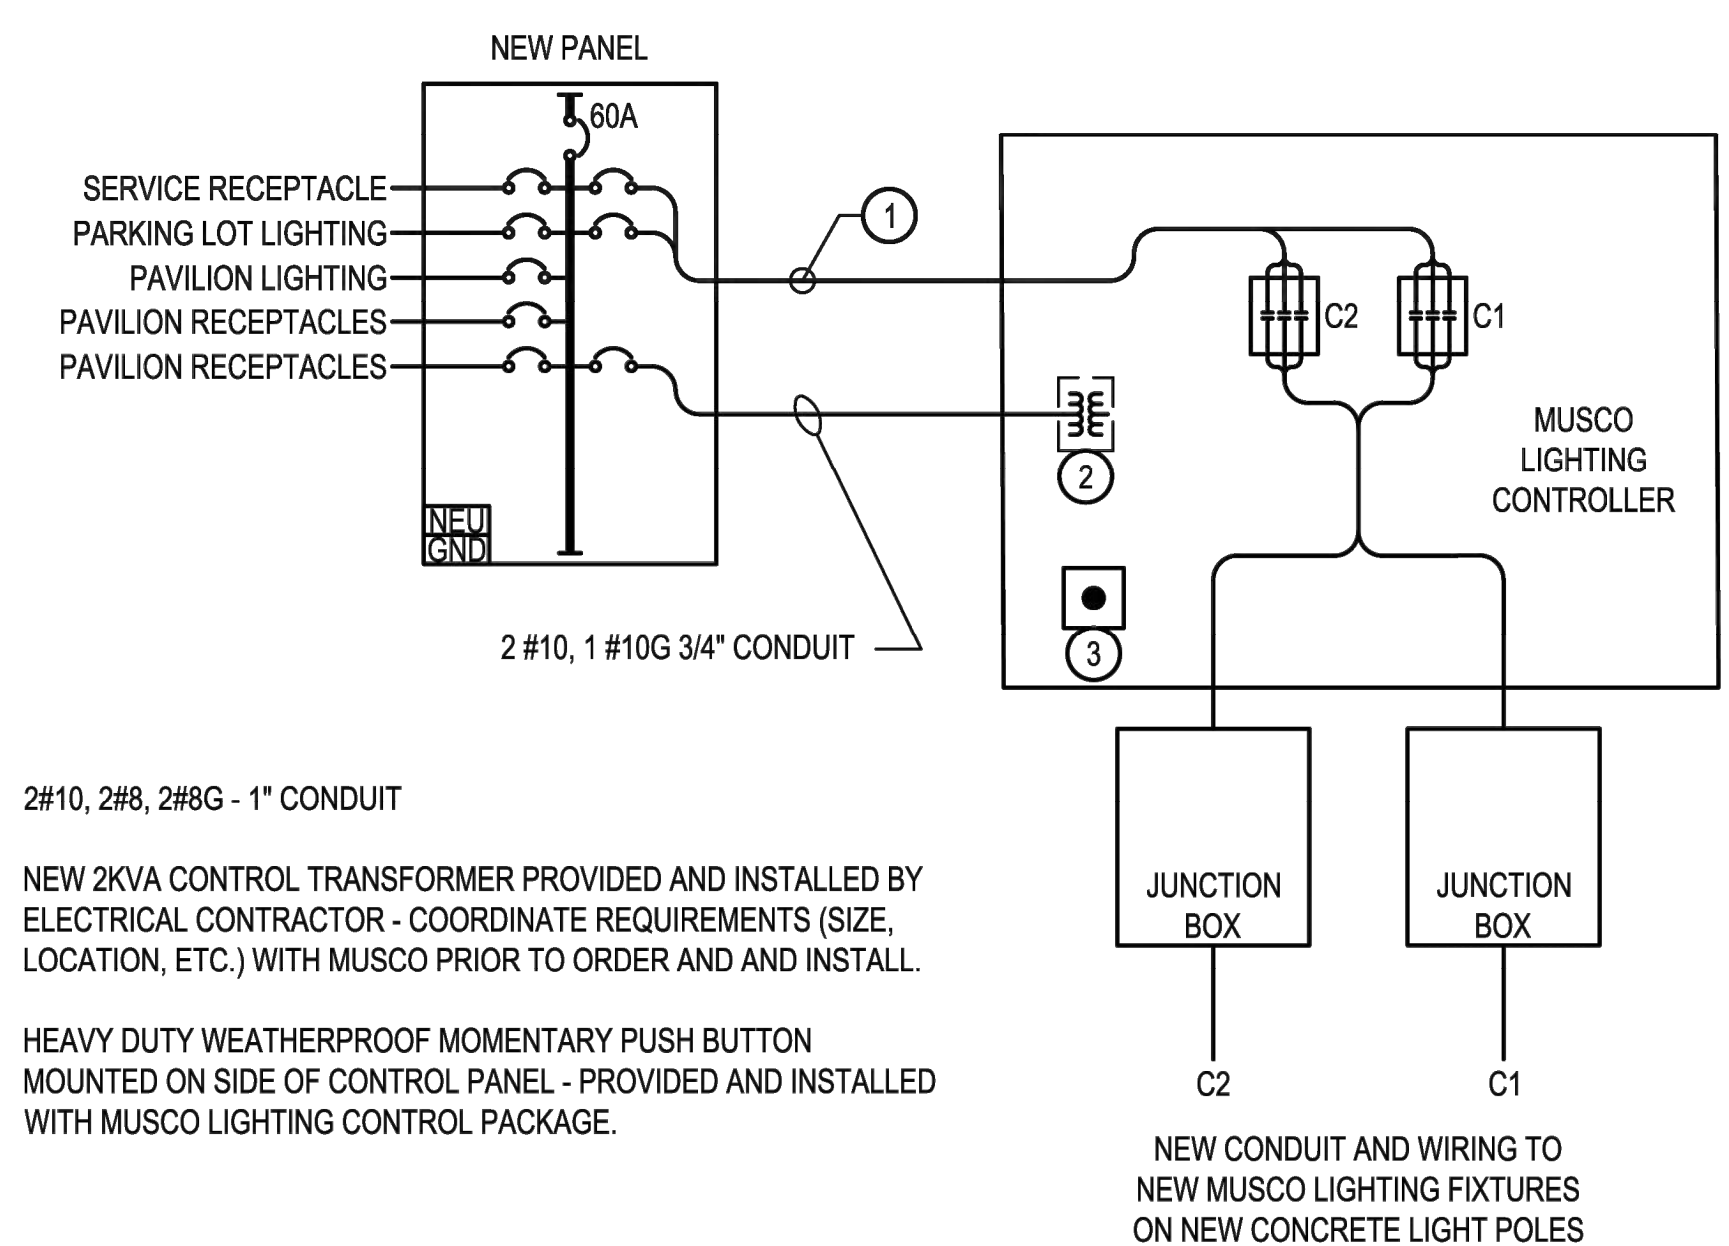 NEW PANEL
60A
SERVICE RECEPTACLE
PARKING LOT LIGHTING
PAVILION LIGHTING
PAVILION RECEPTACLES
PAVILION RECEPTACLES
NEU
GND
1
C2
C1
2
MUSCO
LIGHTING
CONTROLLER
3
2 #10, 1 #10G 3/4" CONDUIT
JUNCTION
BOX
JUNCTION
BOX
C2
C1
NEW CONDUIT AND WIRING TO
NEW MUSCO LIGHTING FIXTURES
ON NEW CONCRETE LIGHT POLES
2#10, 2#8, 2#8G - 1" CONDUIT
NEW 2KVA CONTROL TRANSFORMER PROVIDED AND INSTALLED BY
ELECTRICAL CONTRACTOR - COORDINATE REQUIREMENTS (SIZE,
LOCATION, ETC.) WITH MUSCO PRIOR TO ORDER AND AND INSTALL.
HEAVY DUTY WEATHERPROOF MOMENTARY PUSH BUTTON
MOUNTED ON SIDE OF CONTROL PANEL - PROVIDED AND INSTALLED
WITH MUSCO LIGHTING CONTROL PACKAGE.